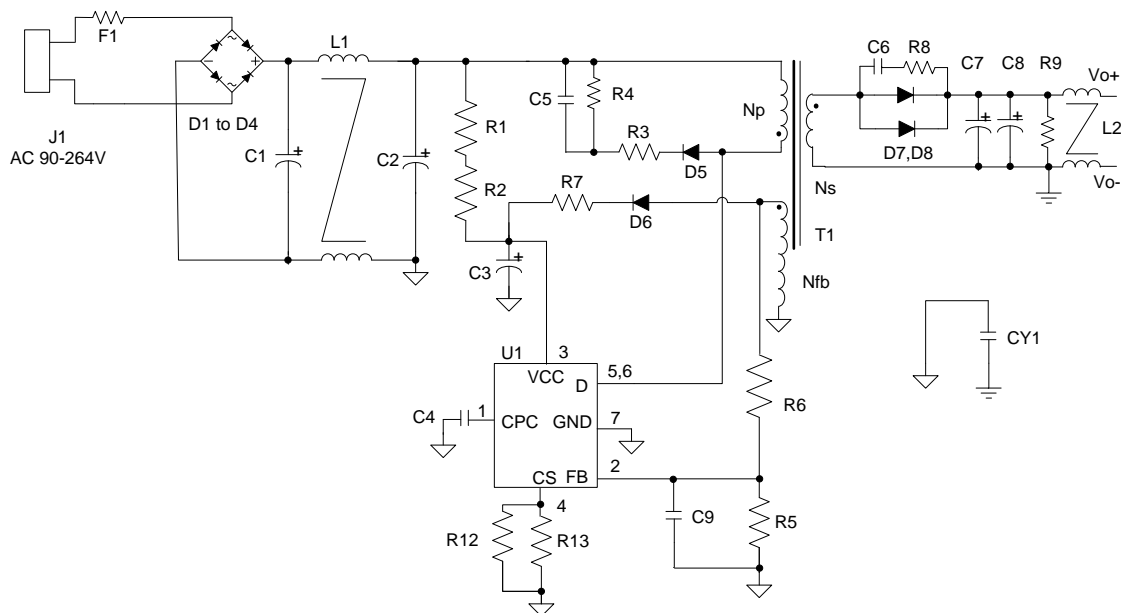 F1
~
- +
~
J1
AC 90-264V
D1 to D4
L1
C1
+
C2
+
R1
R2
C5
R4
R3
D5
R7
D6
C3
+
Np
Ns
T1
Nfb
C6
R8
D7,D8
C7
+
C8
+
R9
Vo+
L2
Vo-
CY1
U1
3
VCC
D
5,6
C4
1
CPC
GND
7
CS
FB
2
4
R12
R13
C9
R6
R5